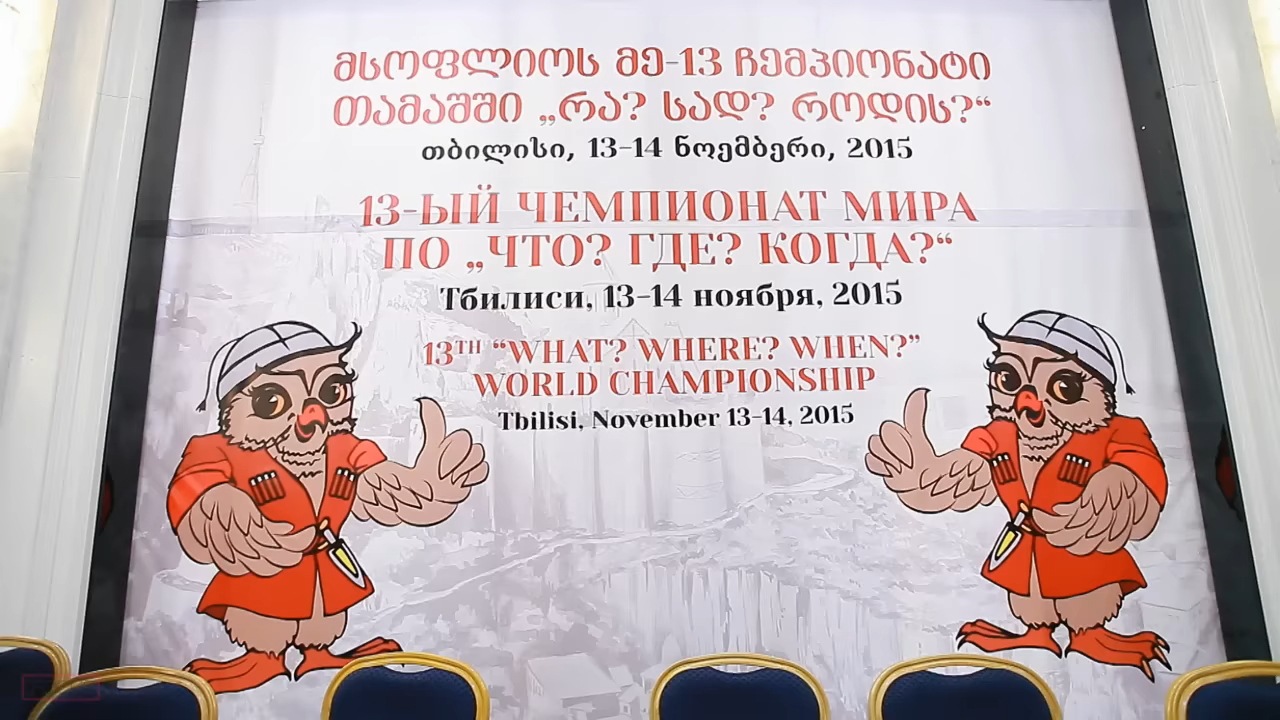 მსოფლიოს მე-13 ჩემპიონატი
თამაშში „რა? სად? როდის?“
თბილისი, 13-14 ნოემბერი, 2015
13-ЫЙ ЧЕМПИОНАТ МИРА
ПО „ЧТО? ГДЕ? КОГДА?“
Тбилиси, 13-14 ноября, 2015
13TH “WHAT? WHERE? WHEN?”
WORLD CHAMPIONSHIP
Tbilisi, November 13-14, 2015